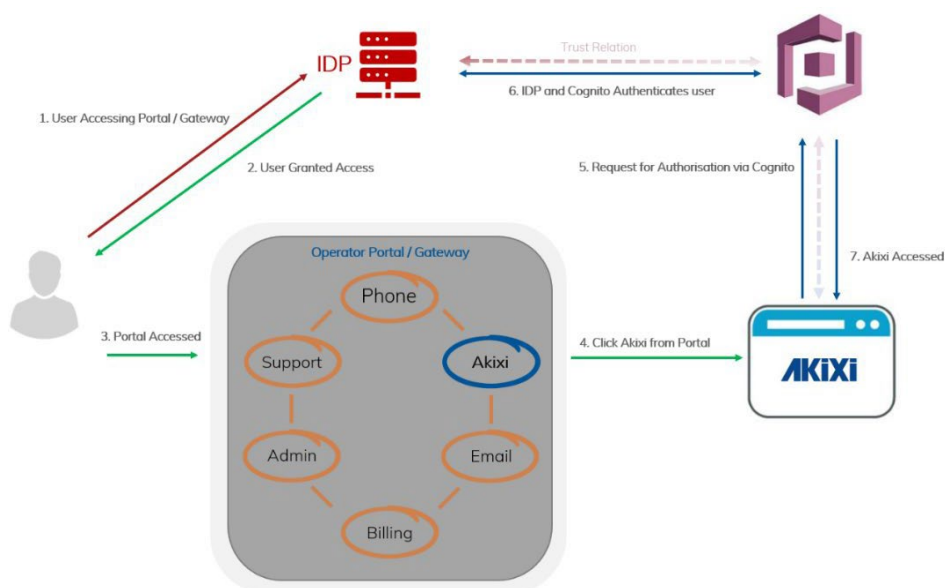 IDP
Trust Relation
6. IDP and Cognito Authenticates user
1. User Accessing Portal / Gateway
2. User Granted Access
5. Request for Authorisation via Cognito
7. Akixi Accessed
Operator Portal / Gateway
Phone
Support
Akixi
Admin
Email
Billing
3. Portal Accessed
4. Click Akixi from Portal
AKiXi